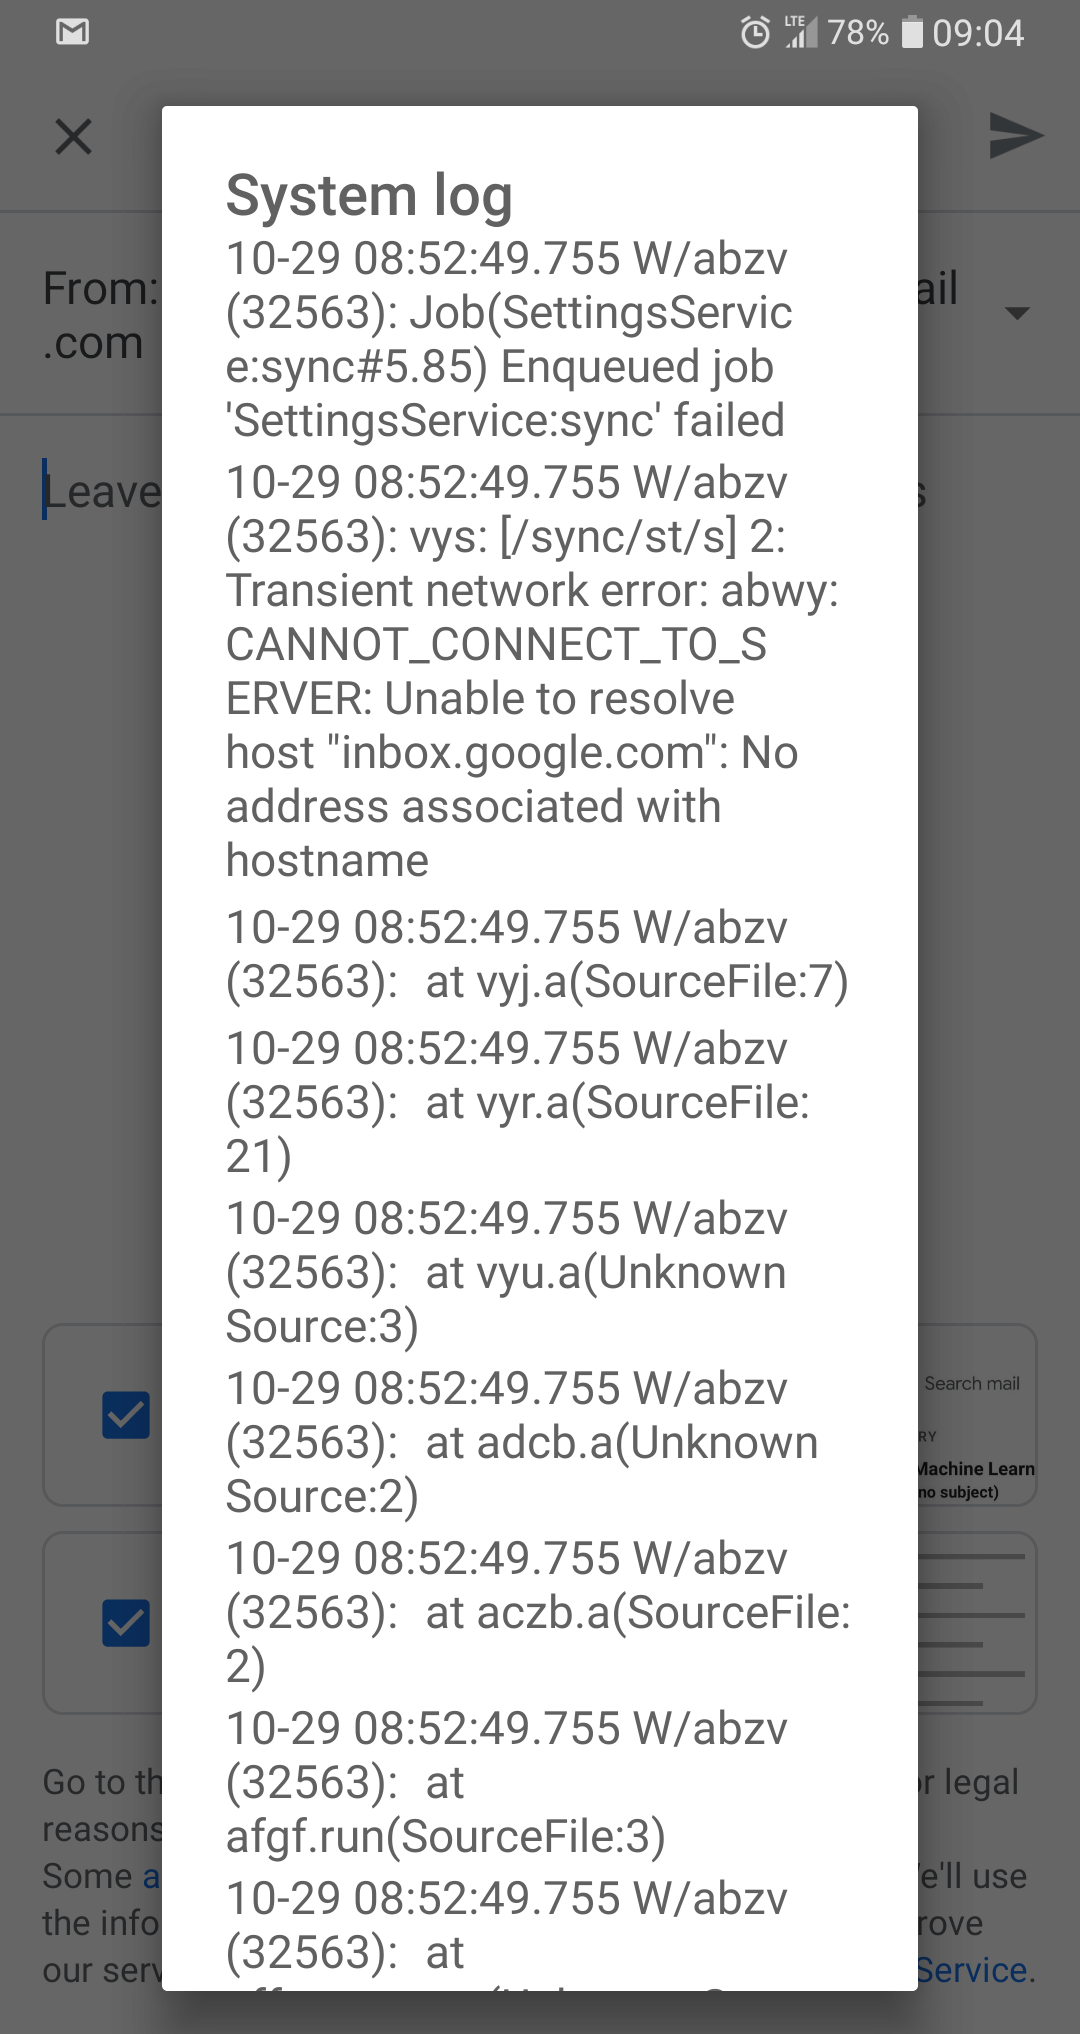 LTE 78% 09:04
System log
From:
ail
.com
Leave
10-29 08:52:49.755 W/abzv
(32563): Job(SettingsServic
e:sync#5.85) Enqueued job
'SettingsService:sync' failed
10-29 08:52:49.755 W/abzv
(32563): vys: [/sync/st/s] 2:
Transient network error: abwy:
CANNOT_CONNECT_TO_S
ERVER: Unable to resolve
host "inbox.google.com": No
address associated with
hostname
10-29 08:52:49.755 W/abzv
(32563): at vyj.a(SourceFile:7)
10-29 08:52:49.755 W/abzv
(32563): at vyr.a(SourceFile:
21)
10-29 08:52:49.755 W/abzv
(32563): at vyu.a(Unknown
Source:3)
10-29 08:52:49.755 W/abzv
(32563): at adcb.a(Unknown
Source:2)
10-29 08:52:49.755 W/abzv
(32563): at aczb.a(SourceFile:
2)
10-29 08:52:49.755 W/abzv
(32563): at
afgf.run(SourceFile:3)
10-29 08:52:49.755 W/abzv
(32563): at
Search mail
RY
Machine Learn
no subject)
Go to th
or legal
reasons
Some a
e'll use
the info
rove
our serv
Service.